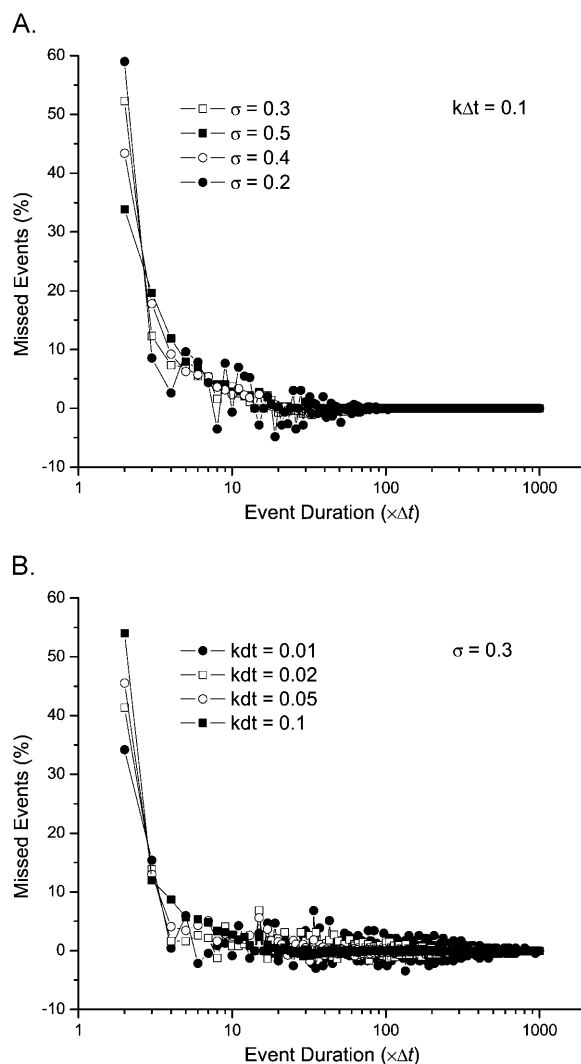 A.
60
50
40
30
20
10
0
-10
Missed Events (%)
σ = 0.3
σ = 0.5
σ = 0.4
σ = 0.2
kΔt = 0.1
1
10
100
1000
Event Duration (×Δt)
B.
60
50
40
30
20
10
0
-10
Missed Events (%)
kdt = 0.01
kdt = 0.02
kdt = 0.05
kdt = 0.1
σ = 0.3
1
10
100
1000
Event Duration (×Δt)